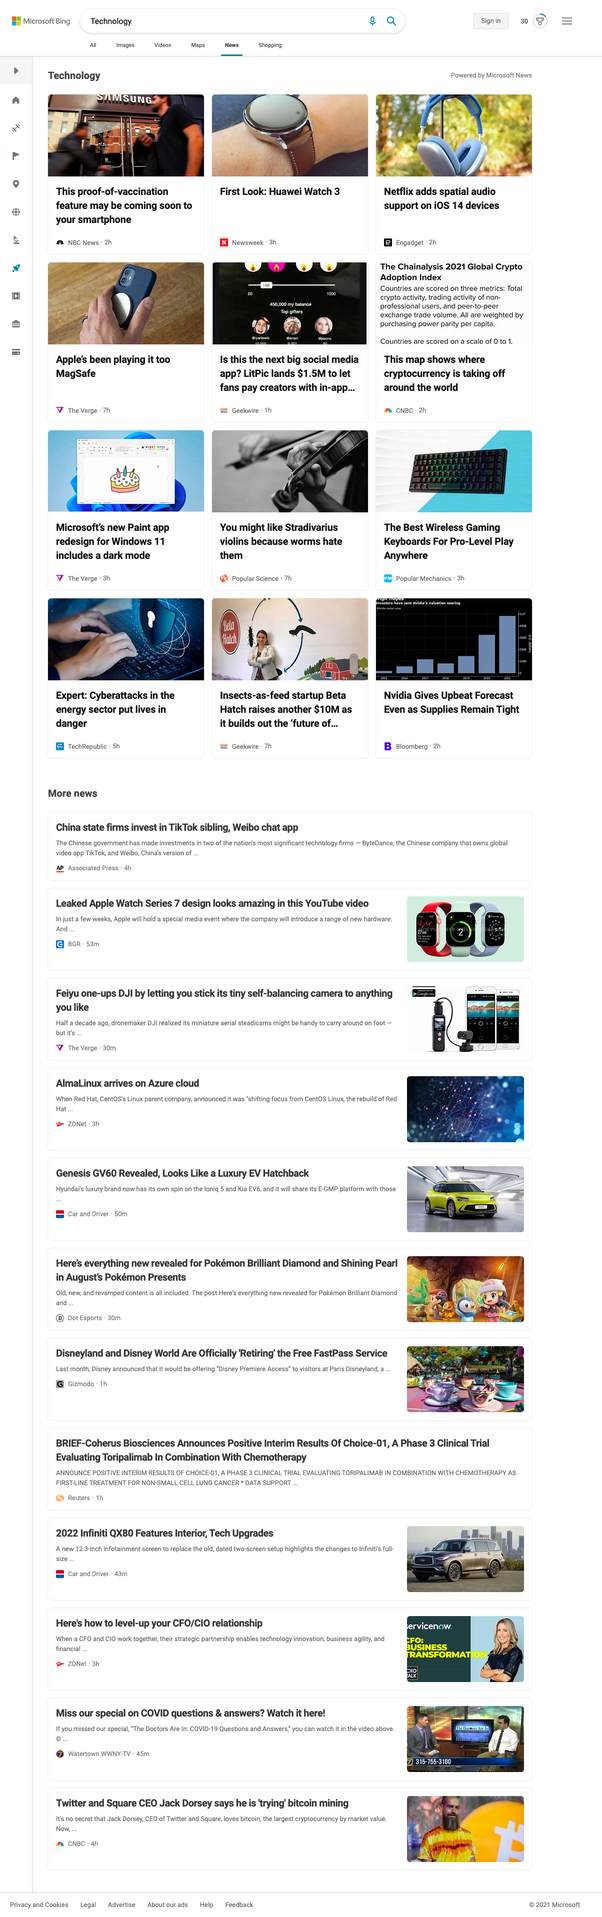 Microsoft Bing
Technology
Sign in
30
All Images Videos Maps News Shopping
Technology
Powered by Microsoft News
SAMSUNG
This proof-of-vaccination
feature may be coming soon to
your smartphone
NBC News · 2h
First Look: Huawei Watch 3
Newsweek · 3h
Netflix adds spatial audio
support on iOS 14 devices
Engadget · 2h
Apple's been playing it too
MagSafe
The Verge · 7h
450,000 my balance
Top gifters
Is this the next big social media
app? LitPic lands $1.5M to let
fans pay creators with in-app...
Geekwire · 1h
The Chainalysis 2021 Global Crypto
Adoption Index
Countries are scored on three metrics: Total
crypto activity, trading activity of non-
professional users, and peer-to-peer
exchange trade volume. All are weighted by
purchasing power parity per capita.
Countries are scored on a scale of 0 to 1.
This map shows where
cryptocurrency is taking off
around the world
CNBC · 2h
Microsoft's new Paint app
redesign for Windows 11
includes a dark mode
The Verge · 3h
You might like Stradivarius
violins because worms hate
them
Popular Science · 7h
The Best Wireless Gaming
Keyboards For Pro-Level Play
Anywhere
Popular Mechanics · 3h
Expert: Cyberattacks in the
energy sector put lives in
danger
TechRepublic · 5h
Beta
Hatch
Insects-as-feed startup Beta
Hatch raises another $10M as
it builds out the 'future of...
Geekwire · 7h
Investors have sent Nvidia's valuation soaring
Nvidia Gives Upbeat Forecast
Even as Supplies Remain Tight
Bloomberg · 2h
More news
China state firms invest in TikTok sibling, Weibo chat app
The Chinese government has made investments in two of the nation's most significant technology firms — ByteDance, the Chinese company that owns global
video app TikTok, and Weibo, China's version of ...
AP Associated Press · 4h
Leaked Apple Watch Series 7 design looks amazing in this YouTube video
In just a few weeks, Apple will hold a special media event where the company will introduce a range of new hardware.
And ...
BGR · 53m
Feiyu one-ups DJI by letting you stick its tiny self-balancing camera to anything
you like
Half a decade ago, dronemaker DJI realized its miniature aerial steadicams might be handy to carry around on foot —
but it's ...
The Verge · 30m
AlmaLinux arrives on Azure cloud
When Red Hat, CentOS's Linux parent company, announced it was "shifting focus from CentOS Linux, the rebuild of Red
Hat ...
ZDNet · 3h
Genesis GV60 Revealed, Looks Like a Luxury EV Hatchback
Hyundai's luxury brand now has its own spin on the Ioniq 5 and Kia EV6, and it will share its E-GMP platform with those
...
Car and Driver · 50m
Here's everything new revealed for Pokémon Brilliant Diamond and Shining Pearl
in August's Pokémon Presents
Old, new, and revamped content is all included. The post Here's everything new revealed for Pokémon Brilliant Diamond
and ...
Dot Esports · 30m
Disneyland and Disney World Are Officially 'Retiring' the Free FastPass Service
Last month, Disney announced that it would be offering "Disney Premiere Access" to visitors at Paris Disneyland, a ...
Gizmodo · 1h
BRIEF-Coherus Biosciences Announces Positive Interim Results Of Choice-01, A Phase 3 Clinical Trial
Evaluating Toripalimab In Combination With Chemotherapy
ANNOUNCE POSITIVE INTERIM RESULTS OF CHOICE-01, A PHASE 3 CLINICAL TRIAL EVALUATING TORIPALIMAB IN COMBINATION WITH CHEMOTHERAPY AS
FIRST-LINE TREATMENT FOR NON-SMALL CELL LUNG CANCER * DATA SUPPORT ...
Reuters · 1h
2022 Infiniti QX80 Features Interior, Tech Upgrades
A new 12.3-inch infotainment screen to replace the old, dated two-screen setup highlights the changes to Infiniti's full-
size ...
Car and Driver · 43m
Here's how to level-up your CFO/CIO relationship
When a CFO and CIO work together, their strategic partnership enables technology innovation, business agility, and
financial ...
ZDNet · 3h
servicenow
CFO:
BUSINESS
TRANSFORMATION
CXO
TALK
Miss our special on COVID questions & answers? Watch it here!
If you missed our special, "The Doctors Are In: COVID-19 Questions and Answers," you can watch it in the video above.
© ...
Watertown WWNY-TV · 45m
7 315-755-3100
Twitter and Square CEO Jack Dorsey says he is 'trying' bitcoin mining
It's no secret that Jack Dorsey, CEO of Twitter and Square, loves bitcoin, the largest cryptocurrency by market value.
Now, ...
CNBC · 4h
Privacy and Cookies Legal Advertise About our ads Help Feedback
© 2021 Microsoft